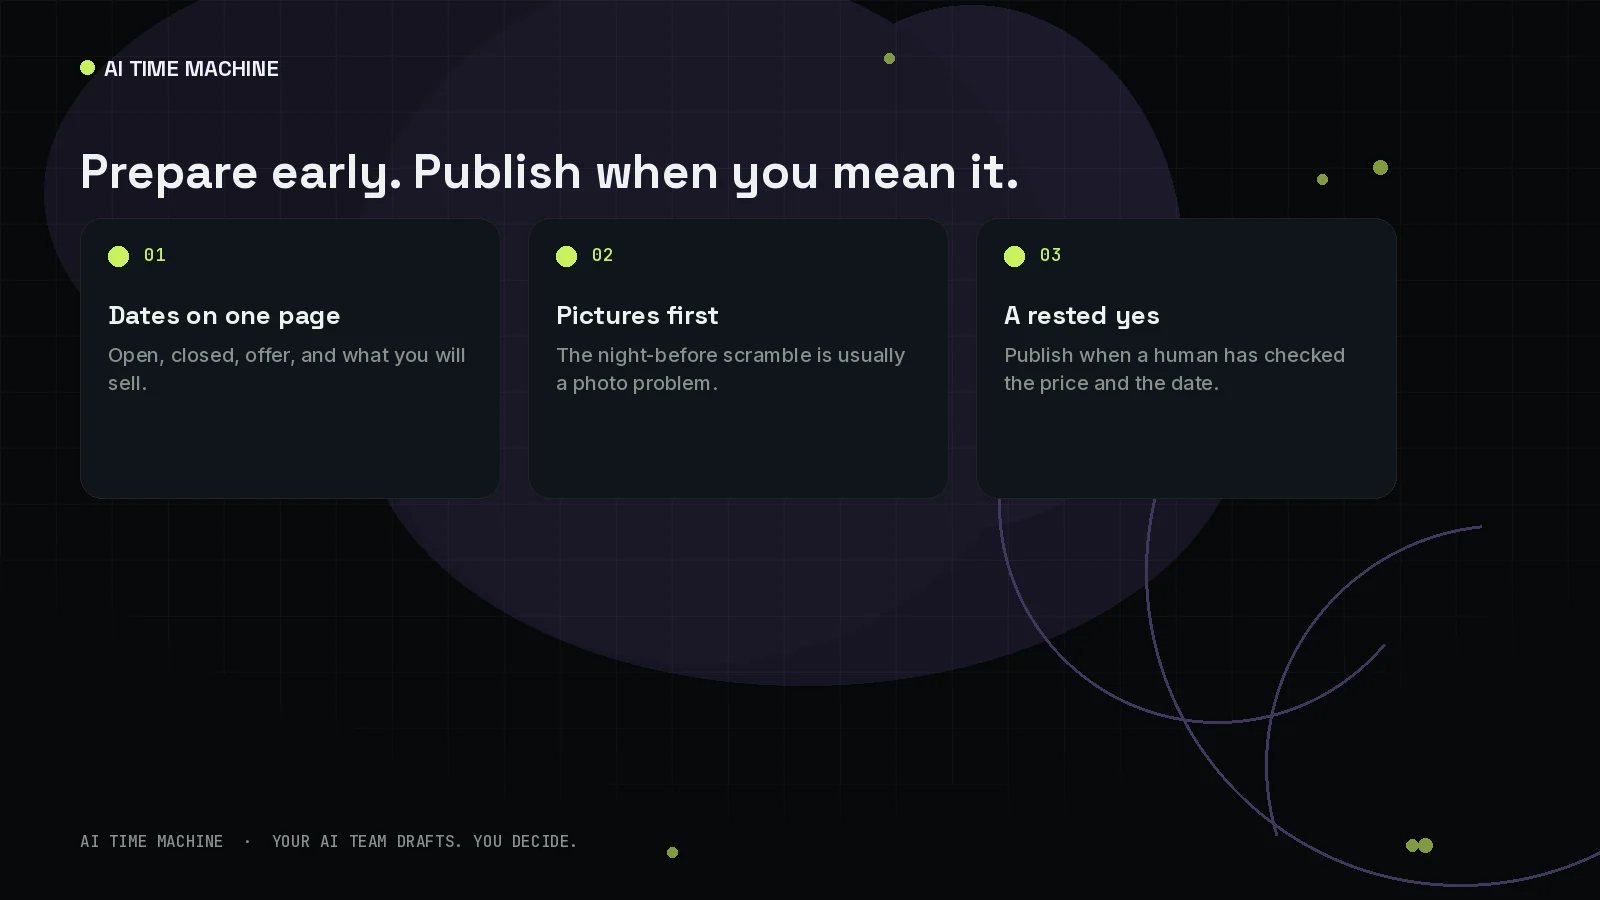 AI TIME MACHINE
Prepare early. Publish when you mean it.
01
Dates on one page
Open, closed, offer, and what you will
sell.
02
Pictures first
The night-before scramble is usually
a photo problem.
03
A rested yes
Publish when a human has checked
the price and the date.
AI TIME MACHINE · YOUR AI TEAM DRAFTS. YOU DECIDE.